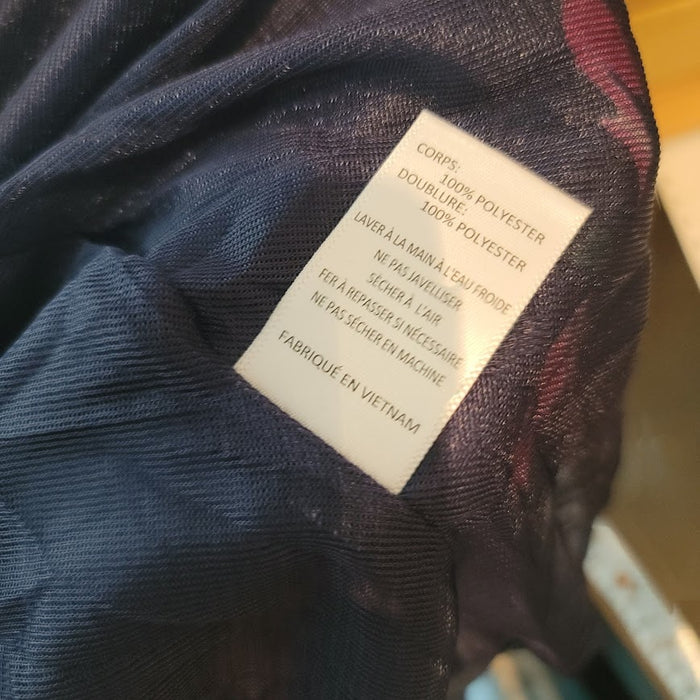 CORPS:
100% POLYESTER
DOUBLURE:
100% POLYESTER
LAVER À LA MAIN À L'EAU FROIDE
NE PAS JAVELLISER
SÉCHER À L'AIR
FER À REPASSER SI NÉCESSAIRE
NE PAS SÉCHER EN MACHINE
FABRIQUÉ EN VIETNAM